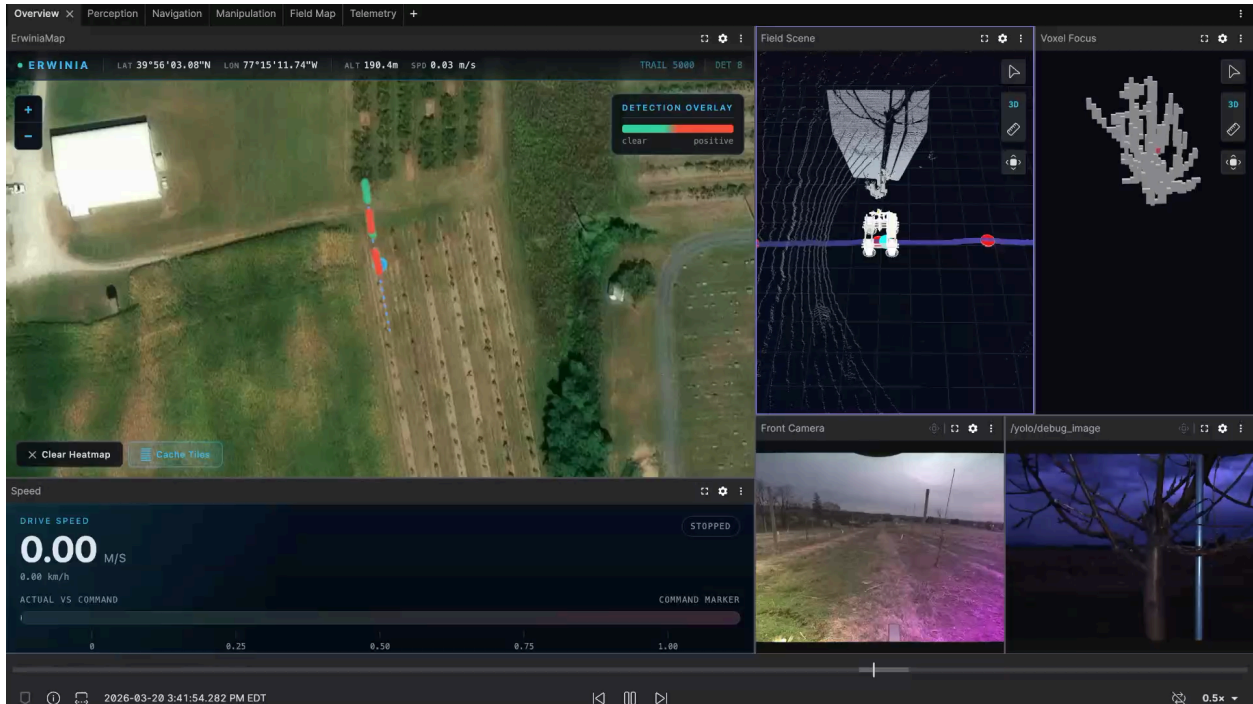 Overview
Perception
Navigation
Manipulation
Field Map
Telemetry
ErwiniaMap
ERWINIA LAT 39°56'03.08"N LON 77°15'11.74"W ALT 190.4m SPD 0.03 m/s TRAIL 5000 DET 8
DETECTION OVERLAY
clear positive
Clear Heatmap
Cache Tiles
Field Scene
3D
Voxel Focus
3D
Speed
DRIVE SPEED
STOPPED
0.00 M/S
0.00 km/h
ACTUAL VS COMMAND COMMAND MARKER
0 0.25 0.50 0.75 1.00
Front Camera
/yolo/debug_image
2026-03-20 3:41:54.282 PM EDT
0.5×